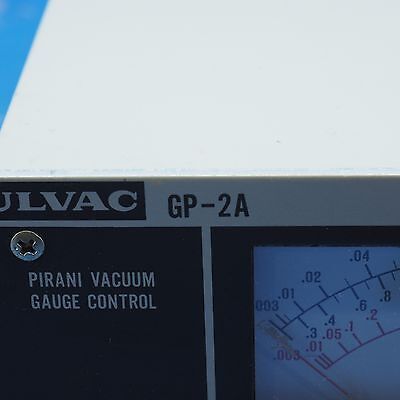 ULVAC GP-2A
PIRANI VACUUM
GAUGE CONTROL
.003 .01 .02 .04
.3 .4 .6 .8
.003 .01 .05 .1 .2